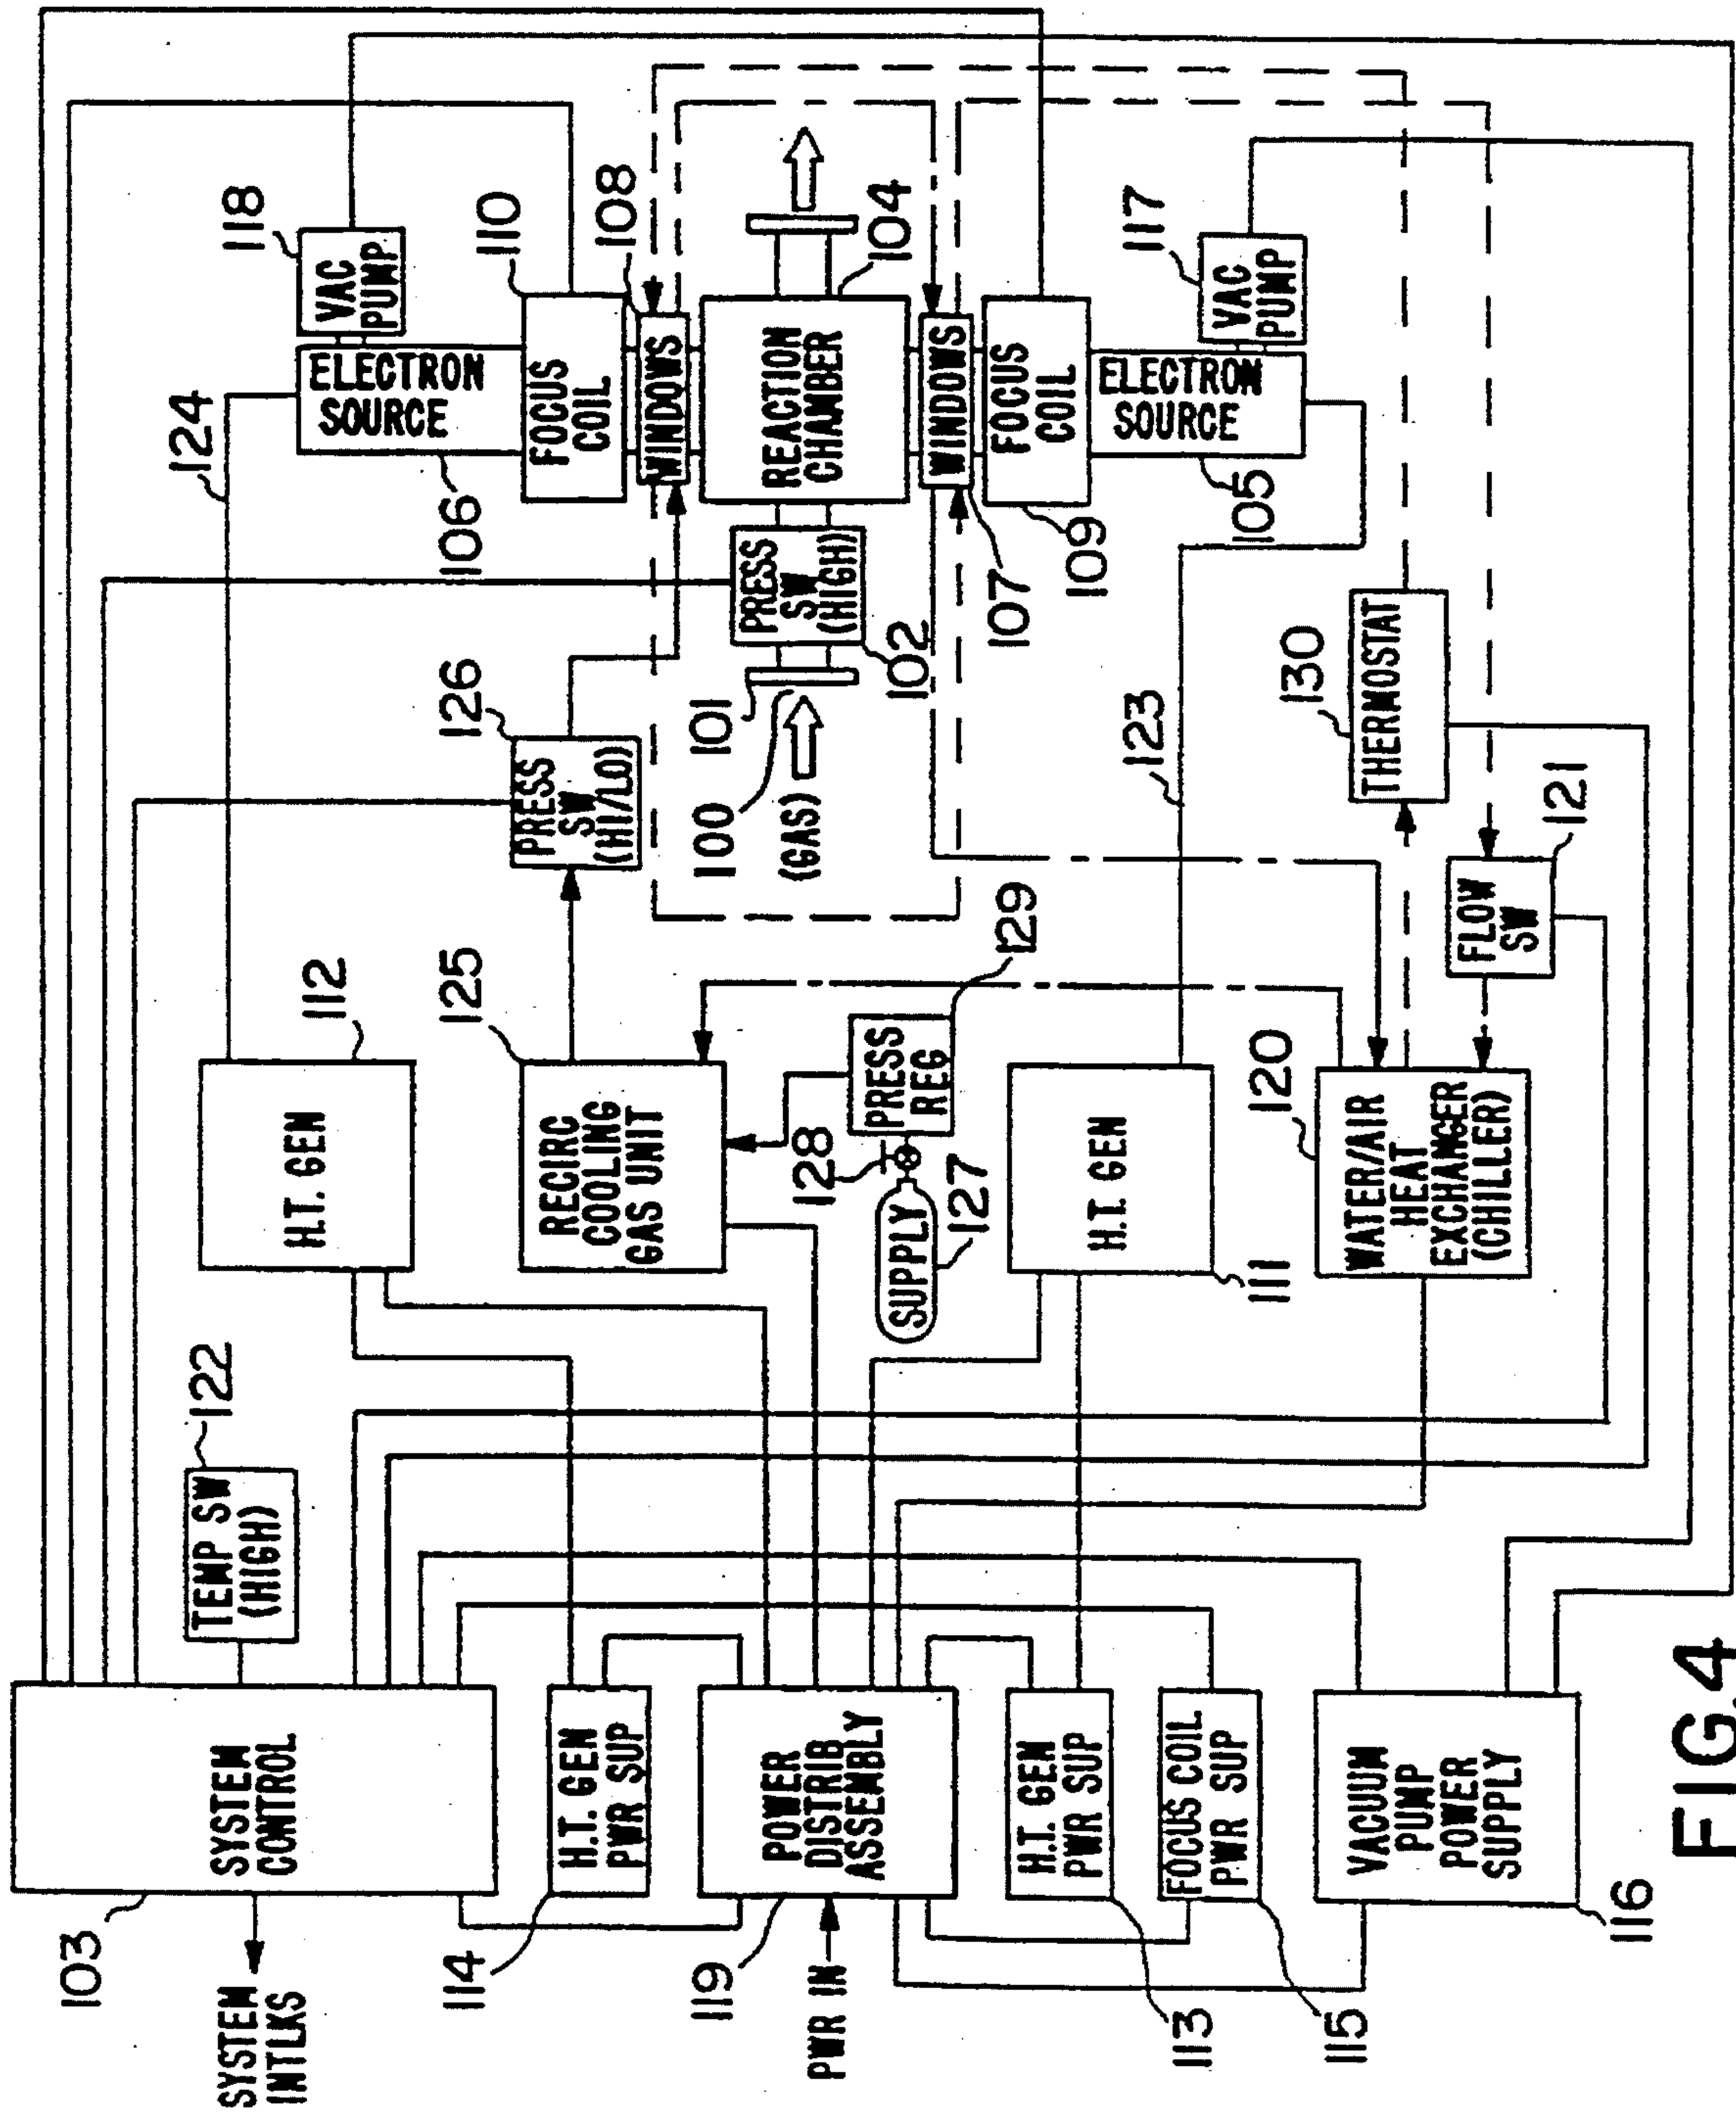 SYSTEM
INTLKS
103
SYSTEM
CONTROL
TEMP SW
(HIGH)
122
112
H.T. GEN
124
118
VAC
PUMP
ELECTRON
SOURCE
106
110
FOCUS
COIL
108
WINDOWS
114
H.T. GEN
PWR SUP
125
RECIRC
COOLING
GAS UNIT
126
PRESS
SW
(HI/LO)
PWR IN
119
POWER
DISTRIB
ASSEMBLY
100
(GAS)
101
102
PRESS
SW
(HIGH)
REACTION
CHAMBER
104
SUPPLY
127
128
PRESS
REG
129
107
WINDOWS
109
FOCUS
COIL
113
H.T. GEN
PWR SUP
111
H.T. GEN
123
105
ELECTRON
SOURCE
117
VAC
PUMP
115
FOCUS COIL
PWR SUP
120
WATER/AIR
HEAT
EXCHANGER
(CHILLER)
130
THERMOSTAT
121
FLOW
SW
116
VACUUM
PUMP
POWER
SUPPLY
FIG.4